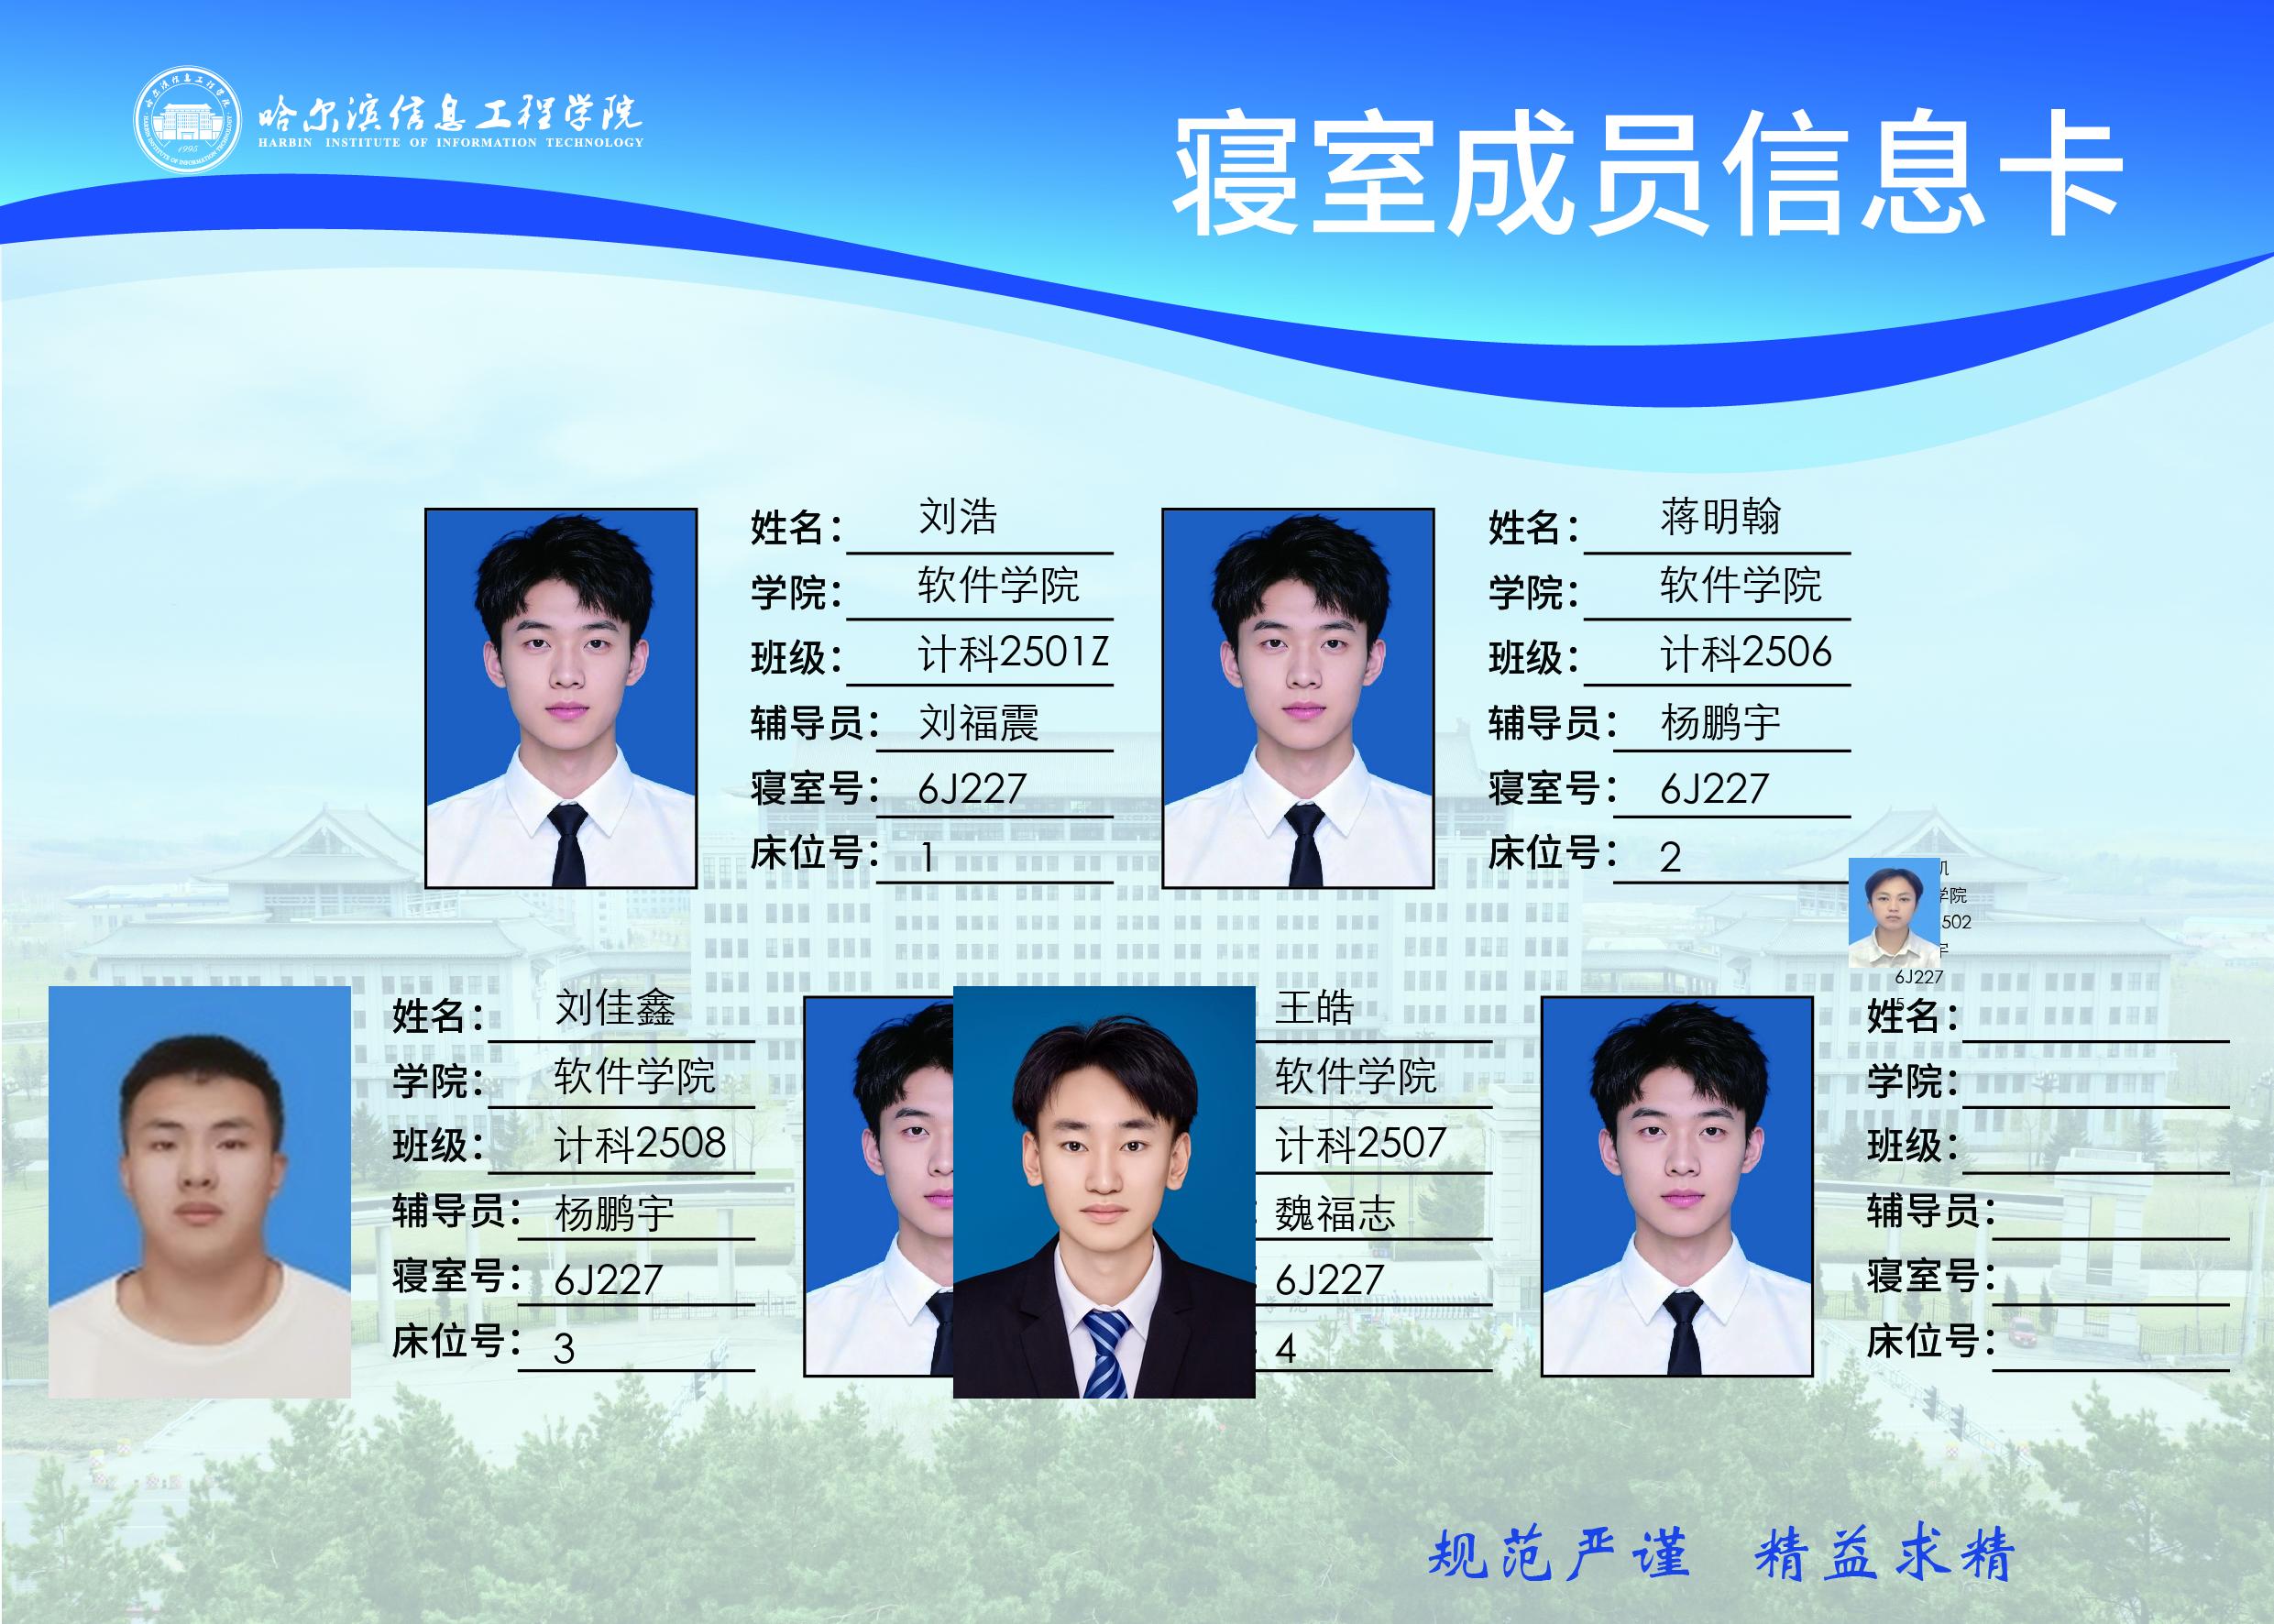 哈尔滨信息工程学院
HARBIN INSTITUTE OF INFORMATION TECHNOLOGY
1995
寝室成员信息卡
姓名： 刘浩
学院： 软件学院
班级： 计科2501Z
辅导员： 刘福震
寝室号： 6J227
床位号： 1
姓名： 蒋明翰
学院： 软件学院
班级： 计科2506
辅导员： 杨鹏宇
寝室号： 6J227
床位号： 2
学院
502
6J227
5
姓名： 刘佳鑫
学院： 软件学院
班级： 计科2508
辅导员： 杨鹏宇
寝室号： 6J227
床位号： 3
王皓
软件学院
计科2507
魏福志
6J227
4
姓名：
学院：
班级：
辅导员：
寝室号：
床位号：
规范严谨 精益求精